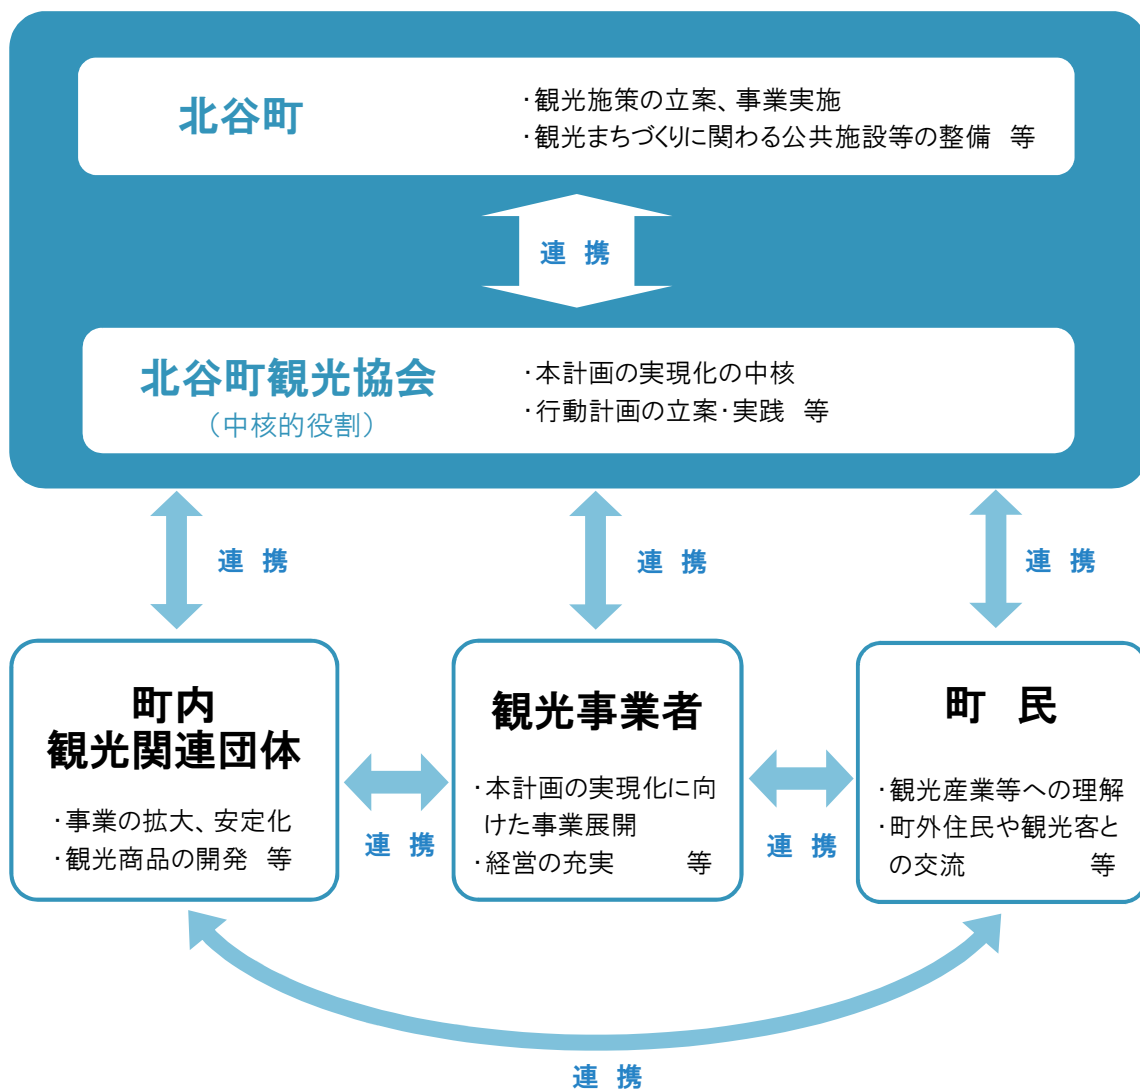 北谷町
・観光施策の立案、事業実施
・観光まちづくりに関わる公共施設等の整備 等
連 携
北谷町観光協会
（中核的役割）
・本計画の実現化の中核
・行動計画の立案・実践 等
連 携
連 携
連 携
町内
観光関連団体
・事業の拡大、安定化
・観光商品の開発 等
連 携
観光事業者
・本計画の実現化に向
けた事業展開
・経営の充実 等
連 携
町 民
・観光産業等への理解
・町外住民や観光客と
の交流 等
連 携